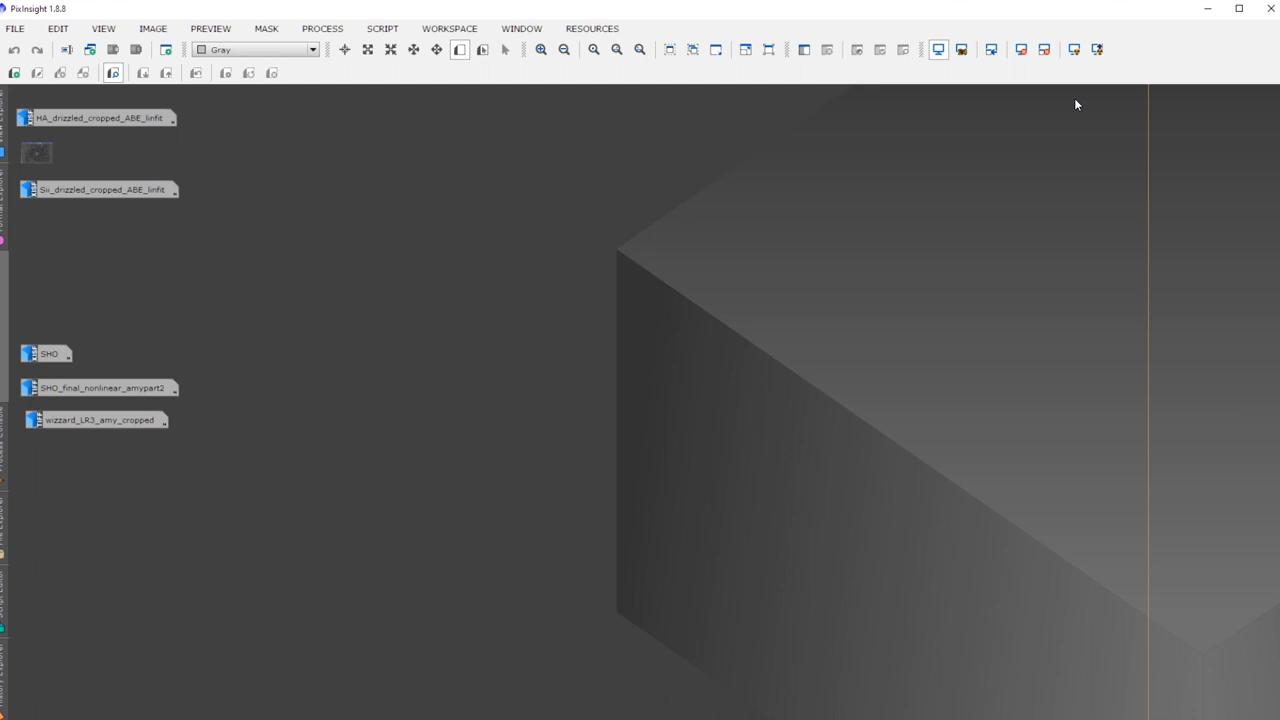 PixInsight 1.8.8
FILE EDIT VIEW IMAGE PREVIEW MASK PROCESS SCRIPT WORKSPACE WINDOW RESOURCES
Gray
HA_drizzled_cropped_ABE_linfit
Sii_drizzled_cropped_ABE_linfit
SHO
SHO_final_nonlinear_amypart2
wizzard_LR3_amy_cropped